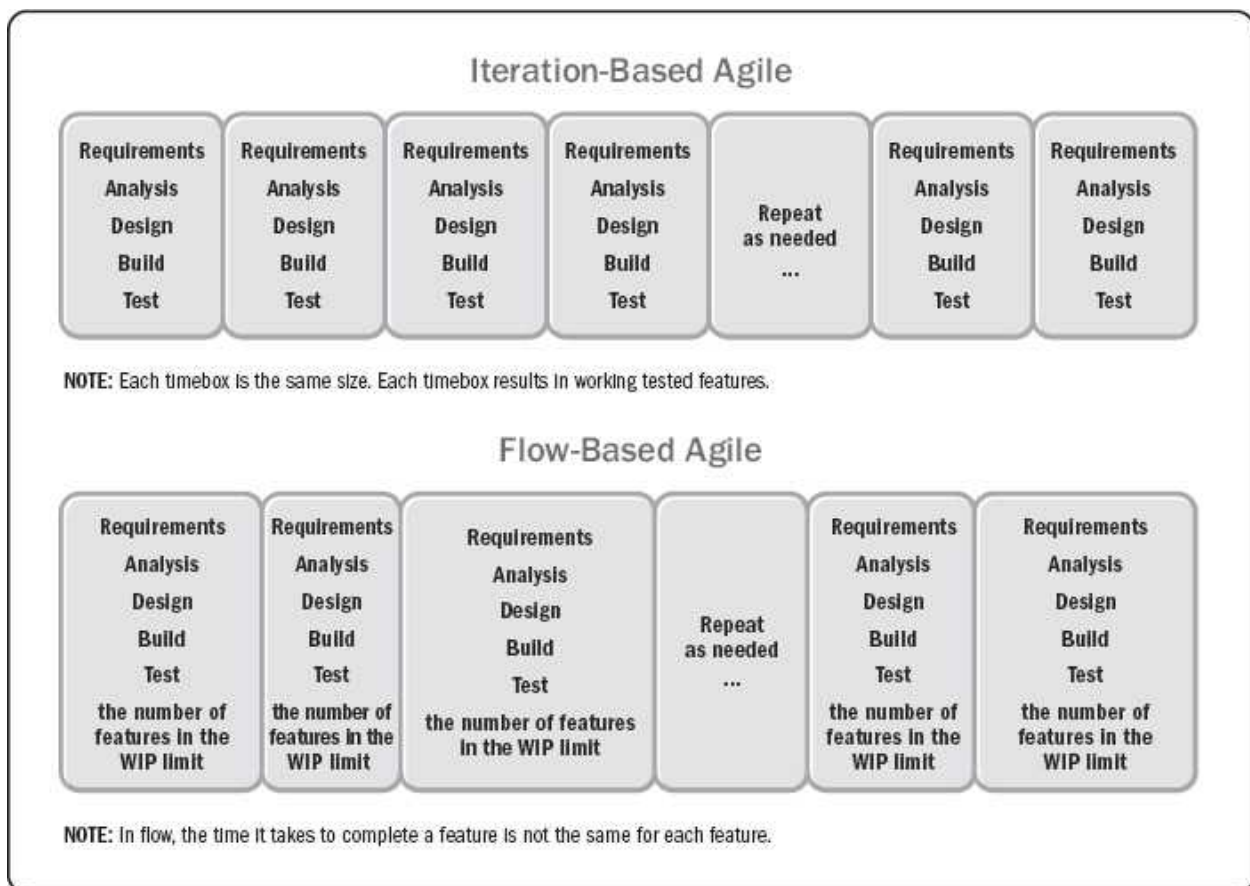 Iteration-Based Agile
Requirements
Analysis
Design
Build
Test
Requirements
Analysis
Design
Build
Test
Requirements
Analysis
Design
Build
Test
Requirements
Analysis
Design
Build
Test
Repeat
as needed
...
Requirements
Analysis
Design
Build
Test
Requirements
Analysis
Design
Build
Test
NOTE: Each timebox is the same size. Each timebox results in working tested features.
Flow-Based Agile
Requirements
Analysis
Design
Build
Test
the number of
features in the
WIP limit
Requirements
Analysis
Design
Build
Test
the number of
features in the
WIP limit
Requirements
Analysis
Design
Build
Test
the number of features
in the WIP limit
Repeat
as needed
...
Requirements
Analysis
Design
Build
Test
the number of
features in the
WIP limit
Requirements
Analysis
Design
Build
Test
the number of
features in the
WIP limit
NOTE: In flow, the time it takes to complete a feature is not the same for each feature.